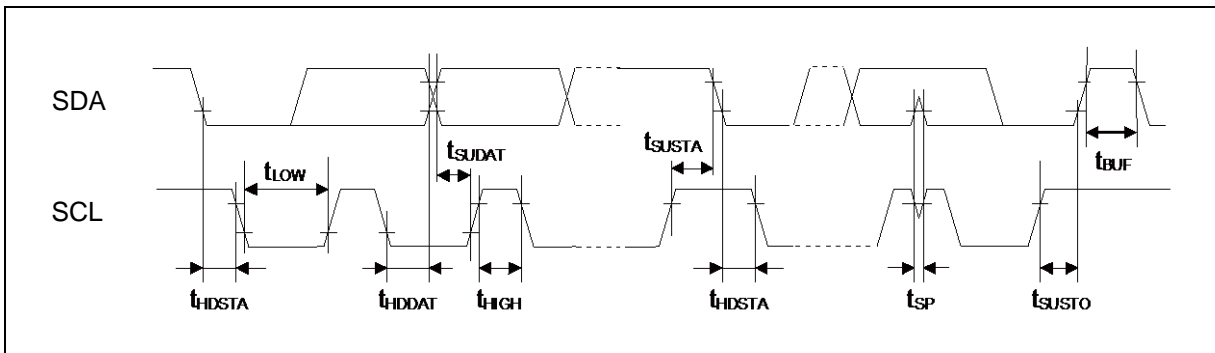 SDA
tSUSTA
tSUDAT
tLOW
tBUF
SCL
tHDSTA
tHDDAT
tHIGH
tHDSTA
tSP
tSUSTO